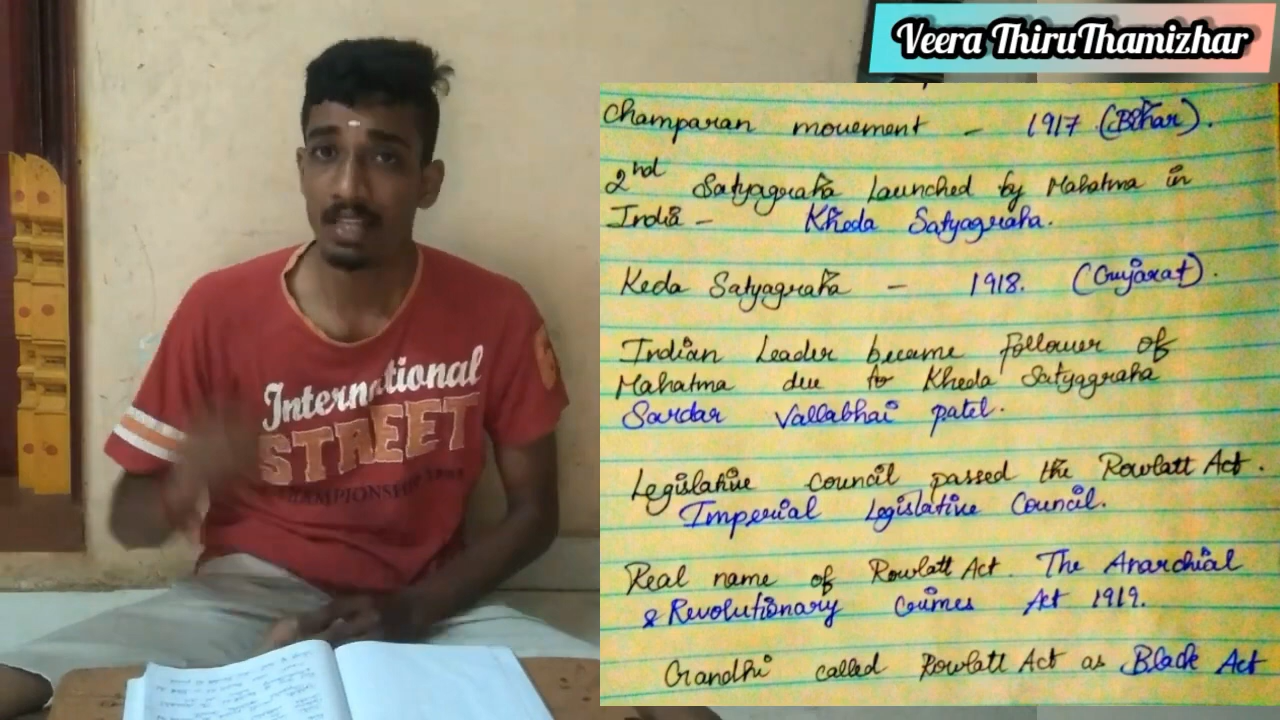 Veera ThiruThamizhar
Champaran movement - 1917 (Bihar).
2nd Satyagraha Launched by Mahatma in
India - Kheda Satyagraha.
Keda Satyagraha - 1918. (Gujarat).
Indian Leader became follower of
Mahatma due to Kheda Satyagraha
Sardar Vallabhai patel.
Legislative council passed the Rowlatt Act.
Imperial Legislative Council.
Real name of Rowlatt Act. The Anarchial
& Revolutionary Crimes Act 1919.
Gandhi called Rowlatt Act as Black Act
International
STREET
CHAMPIONSHIP